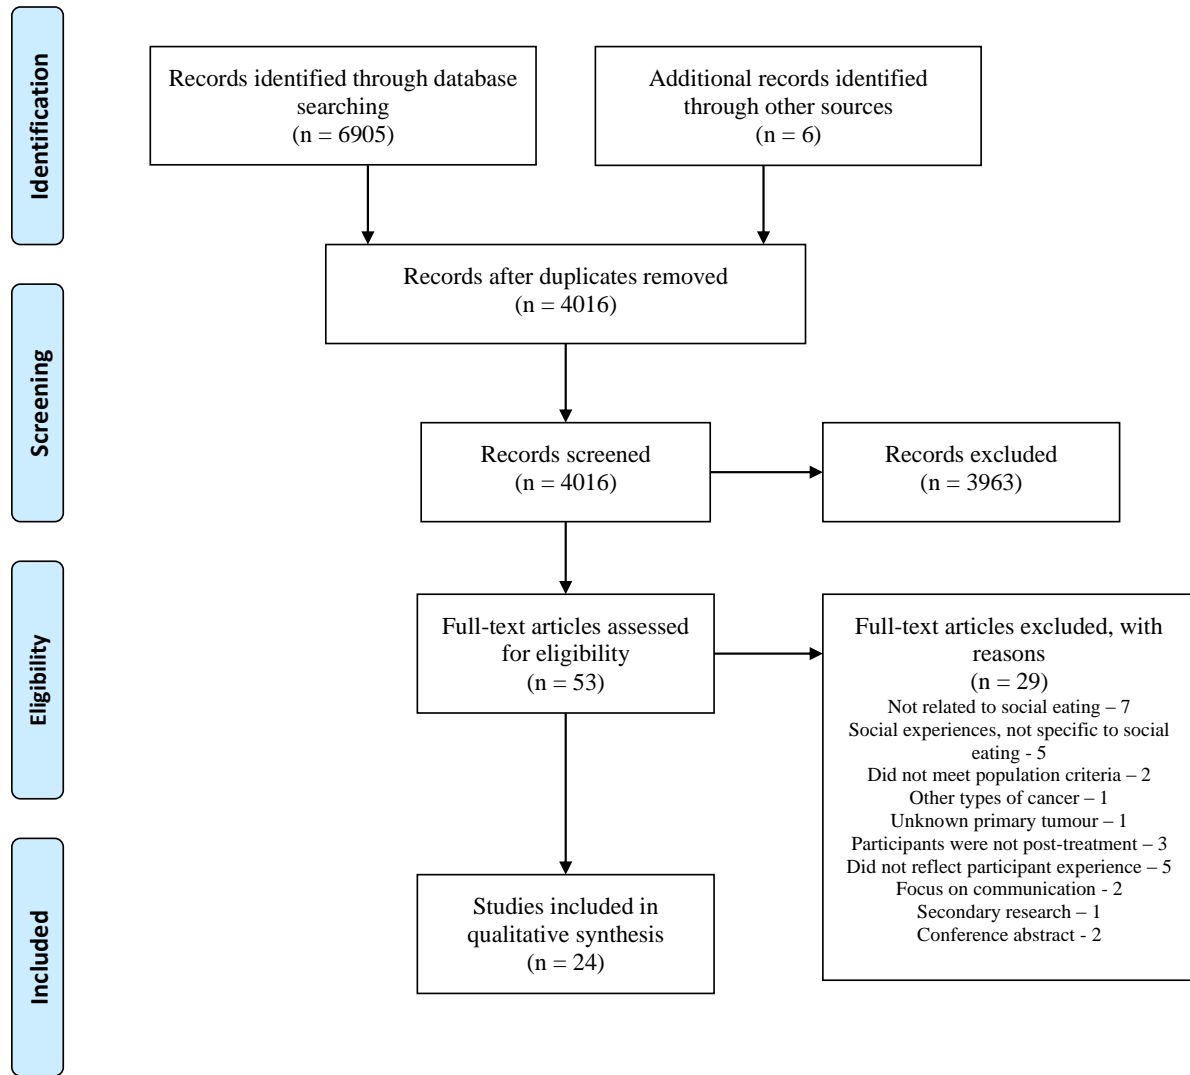 Identification
Records identified through database
searching
(n = 6905)
Additional records identified
through other sources
(n = 6)
Screening
Records after duplicates removed
(n = 4016)
Records screened
(n = 4016)
Records excluded
(n = 3963)
Eligibility
Full-text articles assessed
for eligibility
(n = 53)
Full-text articles excluded, with
reasons
(n = 29)
Not related to social eating – 7
Social experiences, not specific to social
eating - 5
Did not meet population criteria – 2
Other types of cancer – 1
Unknown primary tumour – 1
Participants were not post-treatment – 3
Did not reflect participant experience – 5
Focus on communication - 2
Secondary research – 1
Conference abstract - 2
Included
Studies included in
qualitative synthesis
(n = 24)